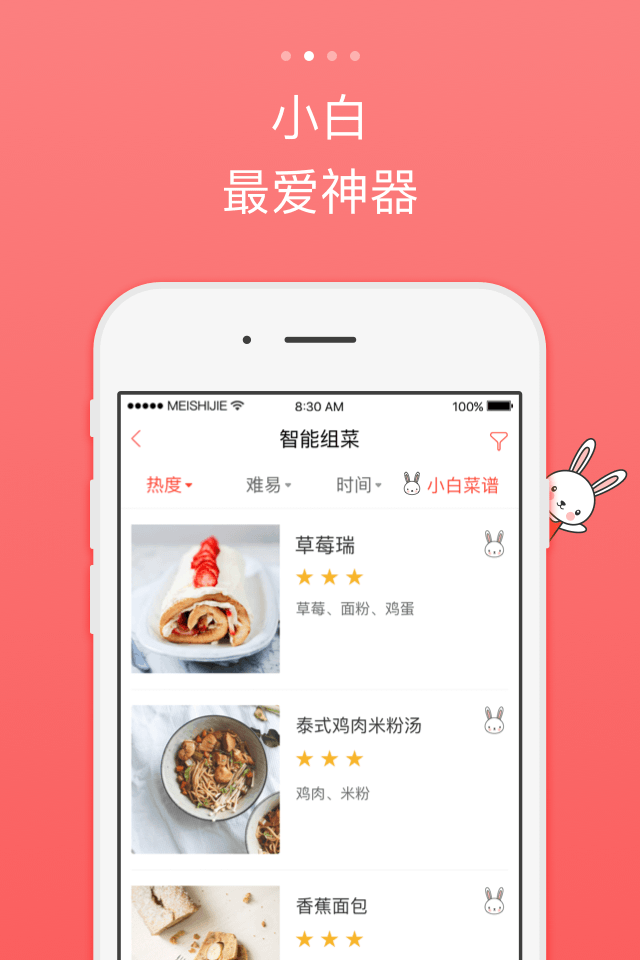 小白
最爱神器
MEISHIJIE 8:30 AM 100%
智能组菜
热度 难易 时间 小白菜谱
草莓瑞
草莓、面粉、鸡蛋
泰式鸡肉米粉汤
鸡肉、米粉
香蕉面包